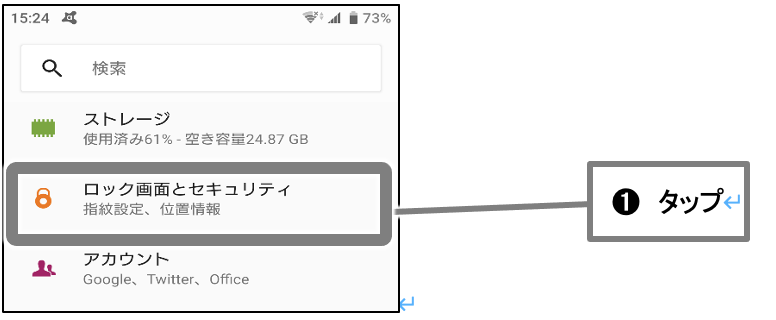 15:24 73%
検索
ストレージ
使用済み61% - 空き容量24.87 GB
ロック画面とセキュリティ
指紋設定、位置情報
❶ タップ↵
アカウント
Google、Twitter、Office
↵